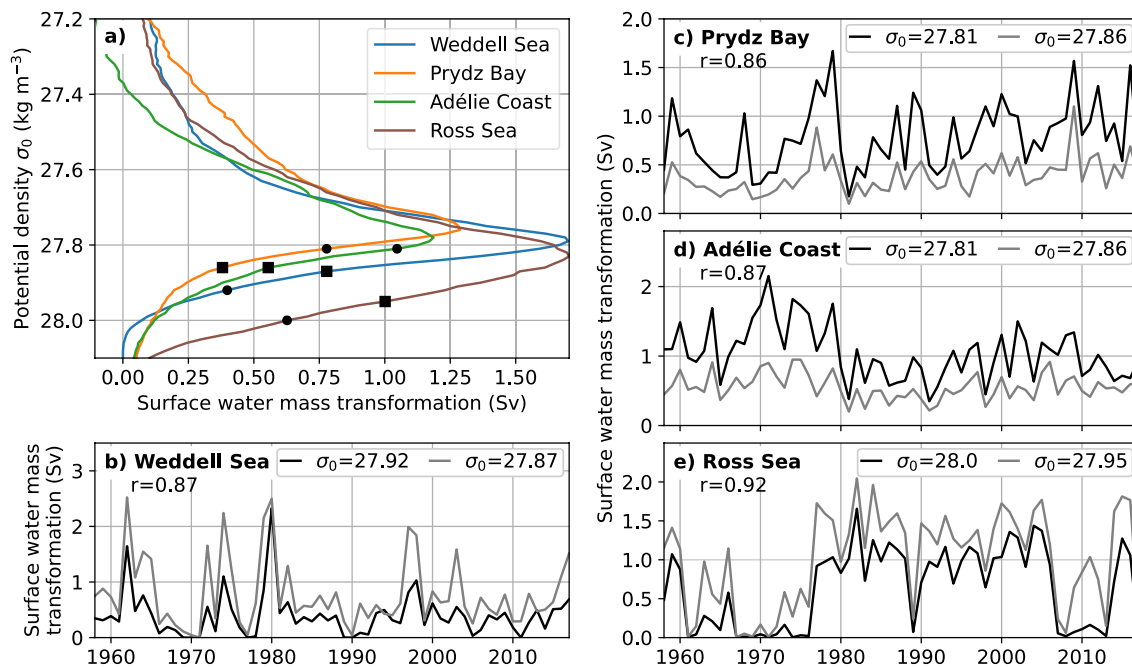 a)
Weddell Sea
Prydz Bay
Adélie Coast
Ross Sea
27.2
27.4
27.6
27.8
28.0
Potential density σ₀ (kg m⁻³)
0.00 0.25 0.50 0.75 1.00 1.25 1.50
Surface water mass transformation (Sv)
b) Weddell Sea
r=0.87
σ₀=27.92 σ₀=27.87
3
2
1
0
Surface water mass
transformation (Sv)
1960 1970 1980 1990 2000 2010
c) Prydz Bay
r=0.86
σ₀=27.81 σ₀=27.86
2.0
1.5
1.0
0.5
0.0
Surface water mass transformation (Sv)
d) Adélie Coast
r=0.87
σ₀=27.81 σ₀=27.86
2
1
0
e) Ross Sea
r=0.92
σ₀=28.0 σ₀=27.95
2.0
1.5
1.0
0.5
0.0
1960 1970 1980 1990 2000 2010